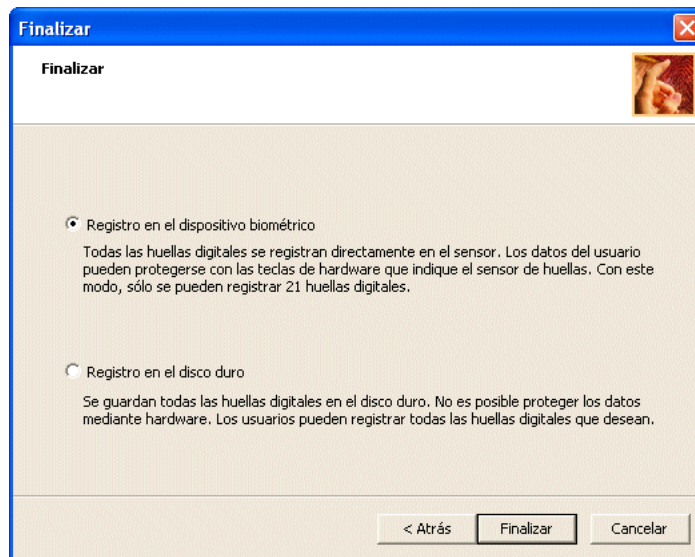 Finalizar
Finalizar
Registro en el dispositivo biométrico
Todas las huellas digitales se registran directamente en el sensor. Los datos del usuario
pueden protegerse con las teclas de hardware que indique el sensor de huellas. Con este
modo, sólo se pueden registrar 21 huellas digitales.
Registro en el disco duro
Se guardan todas las huellas digitales en el disco duro. No es posible proteger los datos
mediante hardware. Los usuarios pueden registrar todas las huellas digitales que desean.
< Atrás Finalizar Cancelar